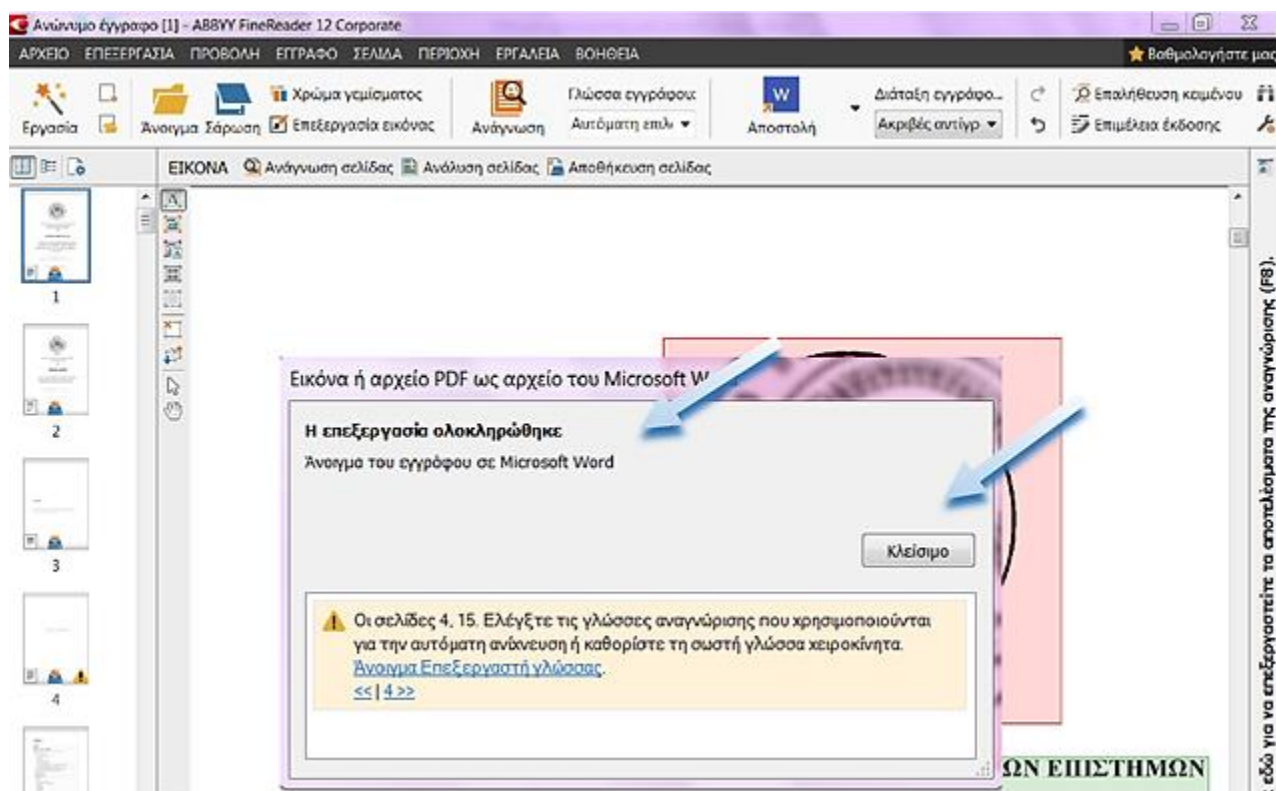 Ανώνυμο έγγραφο [1] - ABBYY FineReader 12 Corporate
ΑΡΧΕΙΟ ΕΠΕΞΕΡΓΑΣΙΑ ΠΡΟΒΟΛΗ ΕΓΓΡΑΦΟ ΣΕΛΙΔΑ ΠΕΡΙΟΧΗ ΕΡΓΑΛΕΙΑ ΒΟΗΘΕΙΑ Βαθμολογήστε μας
Χρώμα γεμίσματος Γλώσσα εγγράφου: Διάταξη εγγράφο... Επαλήθευση κειμένου
Εργασία Άνοιγμα Σάρωση Επεξεργασία εικόνας Ανάγνωση Αυτόματη επιλ Αποστολή Ακριβές αντίγρ Επιμέλεια έκδοσης
ΕΙΚΟΝΑ Ανάγνωση σελίδας Ανάλυση σελίδας Αποθήκευση σελίδας
1
2
3
4
Εικόνα ή αρχείο PDF ως αρχείο του Microsoft W
Η επεξεργασία ολοκληρώθηκε
Άνοιγμα του εγγράφου σε Microsoft Word
Κλείσιμο
Οι σελίδες 4, 15. Ελέγξτε τις γλώσσες αναγνώρισης που χρησιμοποιούνται
για την αυτόματη ανίχνευση ή καθορίστε τη σωστή γλώσσα χειροκίνητα.
Άνοιγμα Επεξεργαστή γλώσσας.
<< | 4 >>
ΩΝ ΕΠΙΣΤΗΜΩΝ
εδώ για να επεξεργαστείτε τα αποτελέσματα της αναγνώρισης (F8).